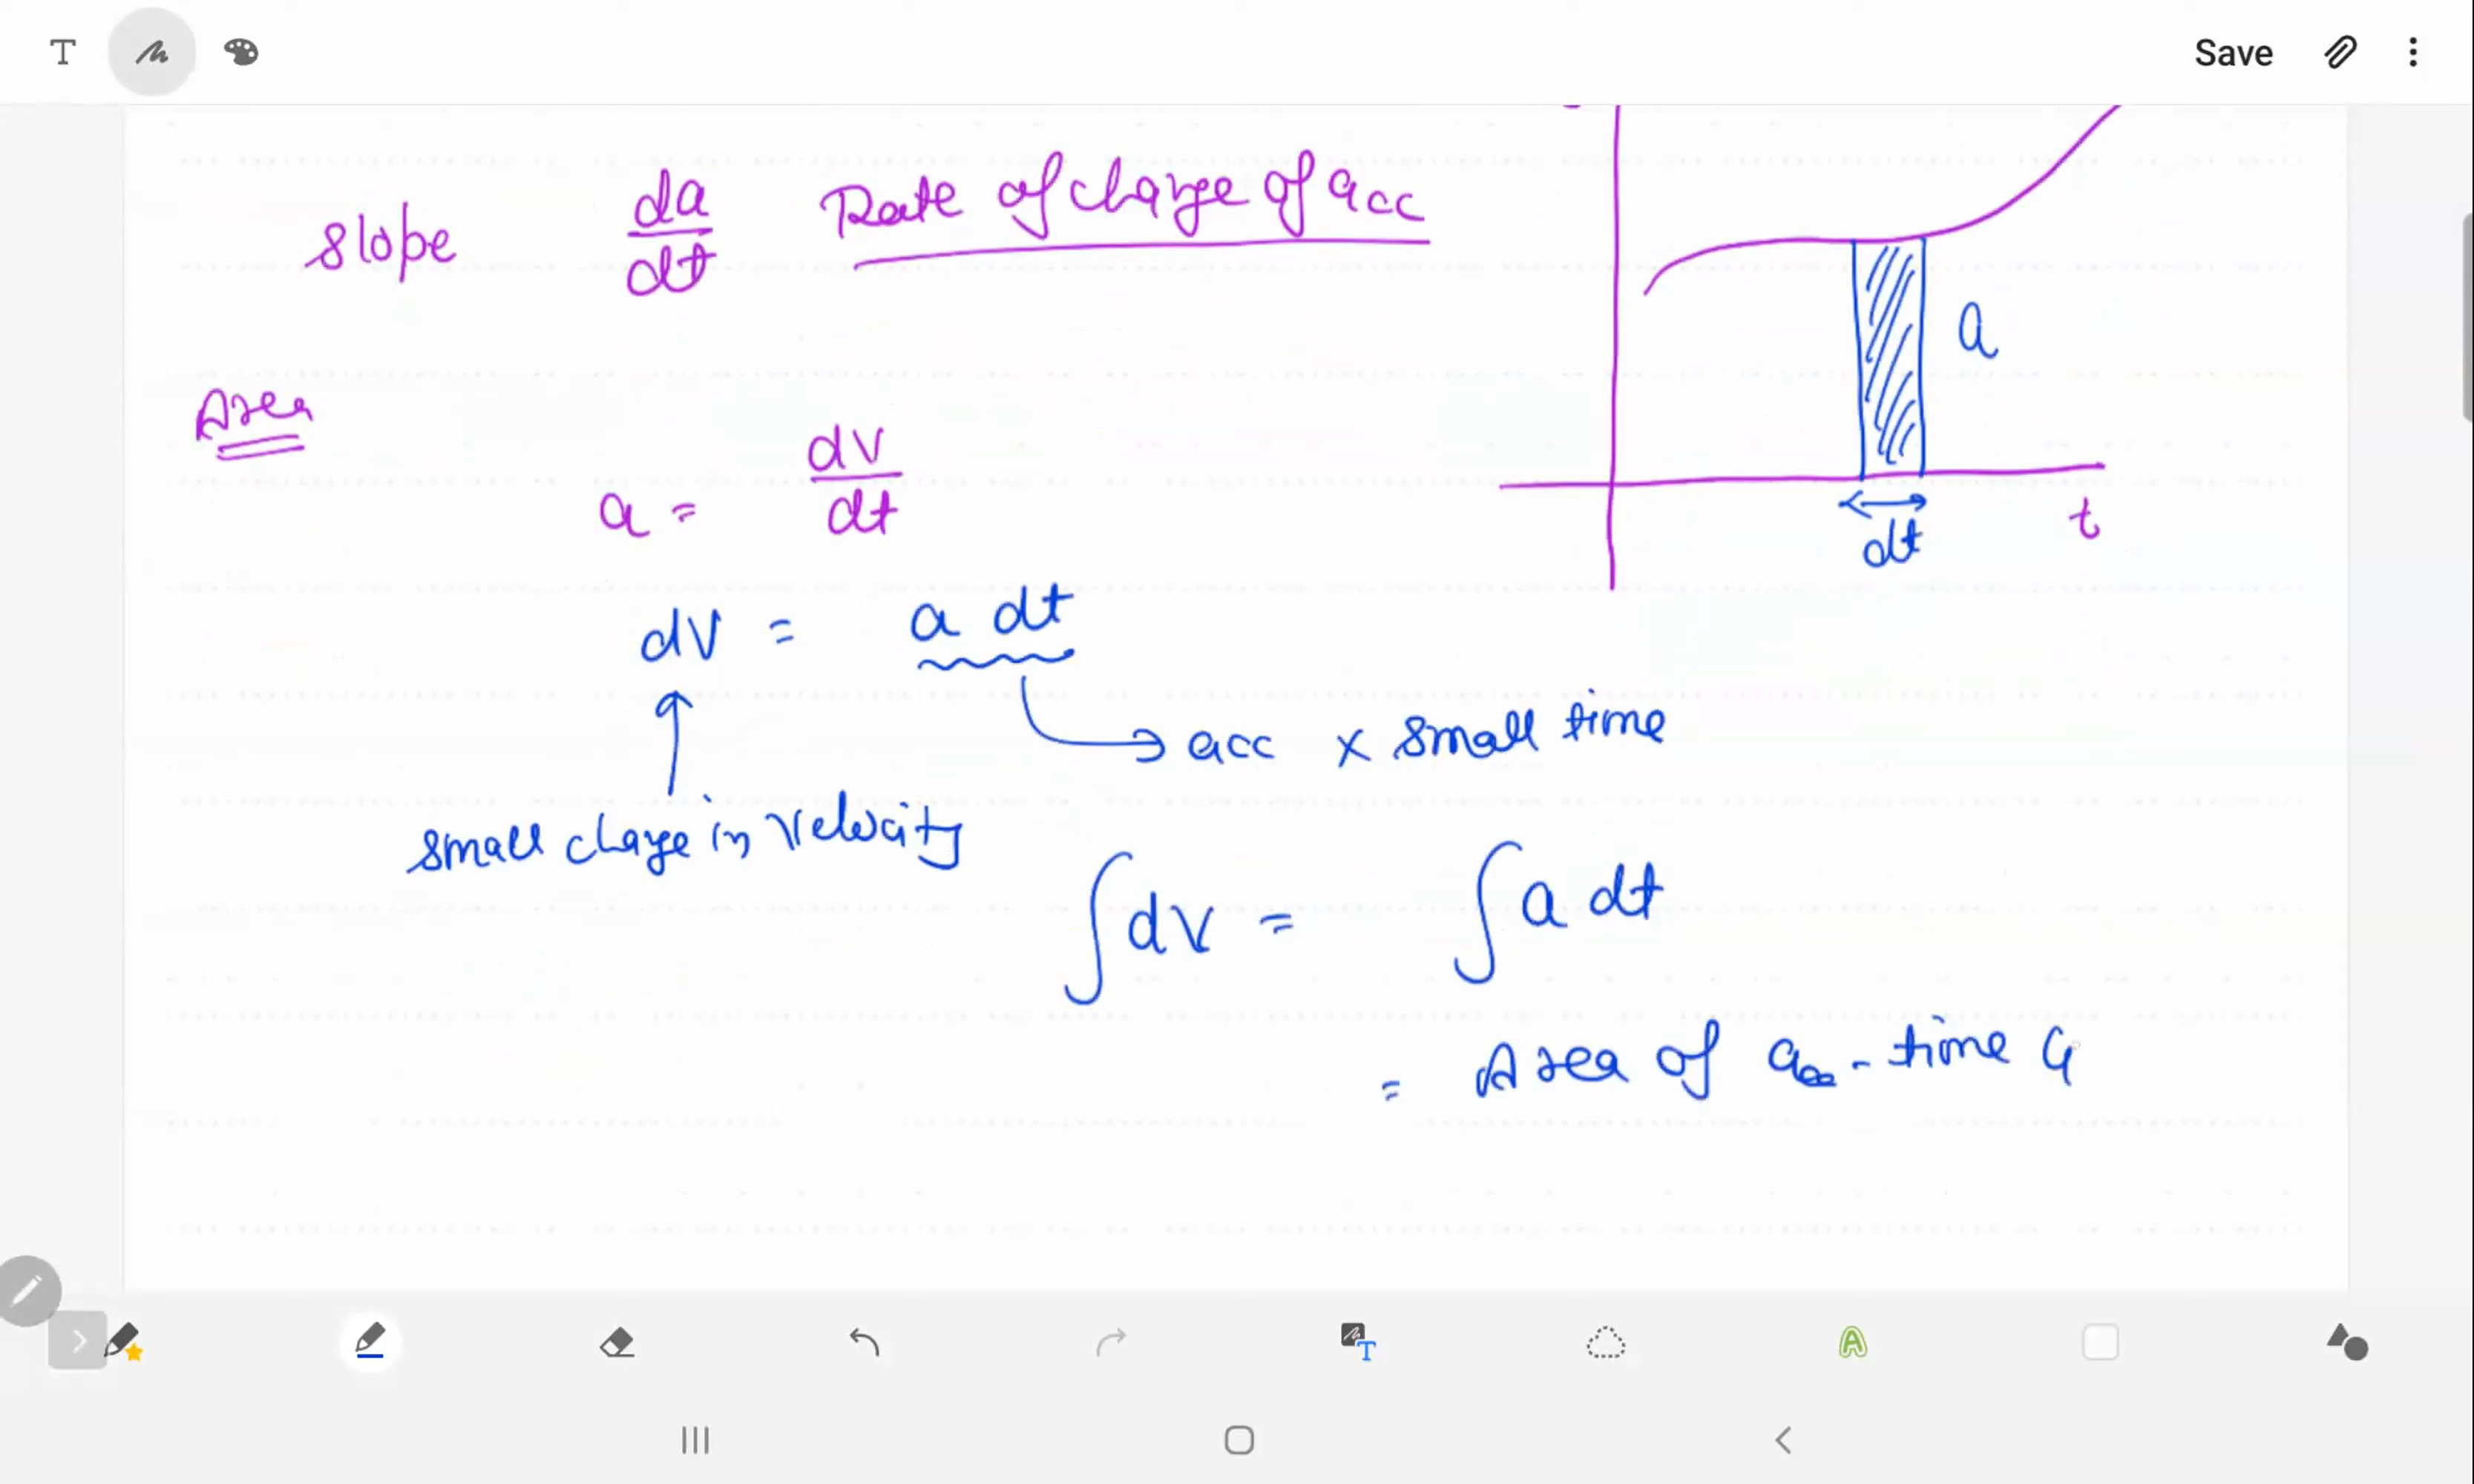 Save
slope da/dt Rate of change of acc
Area
a = dv/dt
a
dt
t
dv = a dt
acc x small time
small change in velocity
∫dv = ∫a dt
= Area of acc - time G
T
A